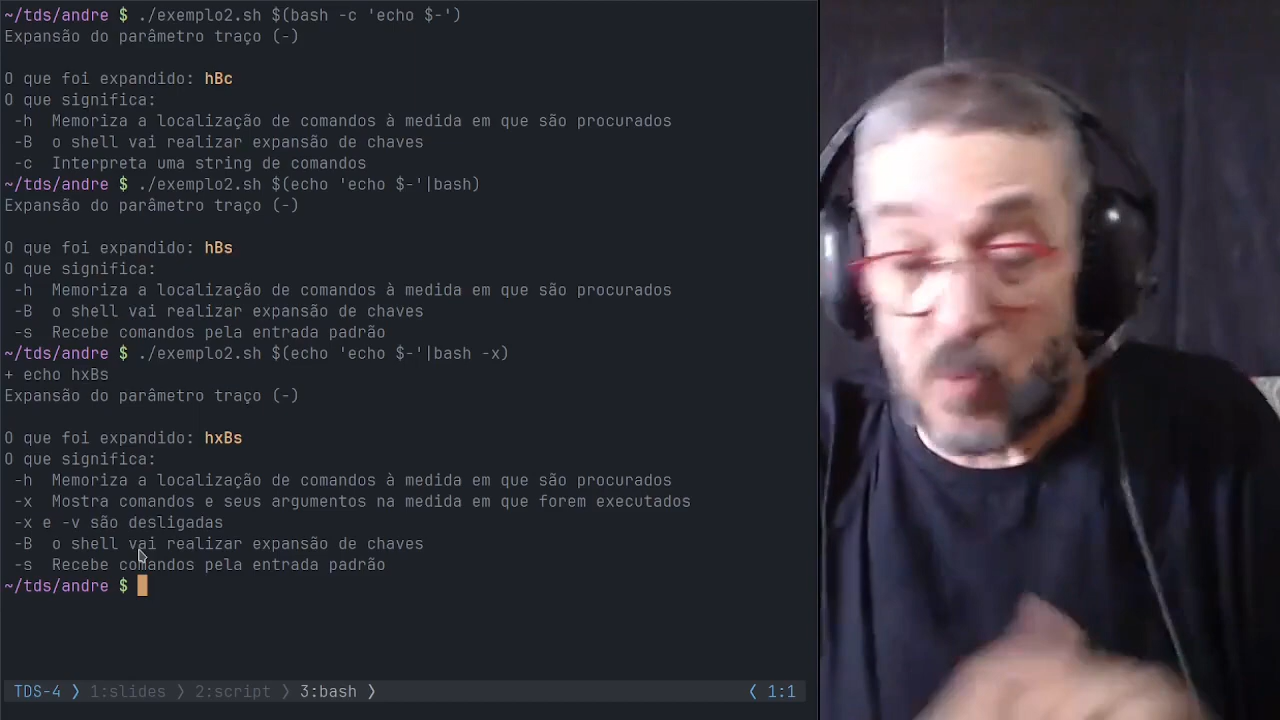 ~/tds/andre $ ./exemplo2.sh $(bash -c 'echo $-')
Expansão do parâmetro traço (-)
O que foi expandido: hBc
O que significa:
-h  Memoriza a localização de comandos à medida em que são procurados
-B  o shell vai realizar expansão de chaves
-c  Interpreta uma string de comandos
~/tds/andre $ ./exemplo2.sh $(echo 'echo $-'|bash)
Expansão do parâmetro traço (-)
O que foi expandido: hBs
O que significa:
-h  Memoriza a localização de comandos à medida em que são procurados
-B  o shell vai realizar expansão de chaves
-s  Recebe comandos pela entrada padrão
~/tds/andre $ ./exemplo2.sh $(echo 'echo $-'|bash -x)
+ echo hxBs
Expansão do parâmetro traço (-)
O que foi expandido: hxBs
O que significa:
-h  Memoriza a localização de comandos à medida em que são procurados
-x  Mostra comandos e seus argumentos na medida em que forem executados
-x e -v são desligadas
-B  o shell vai realizar expansão de chaves
-s  Recebe comandos pela entrada padrão
~/tds/andre $
TDS-4 ❯ 1:slides ❯ 2:script ❯ 3:bash ❯ ❮ 1:1